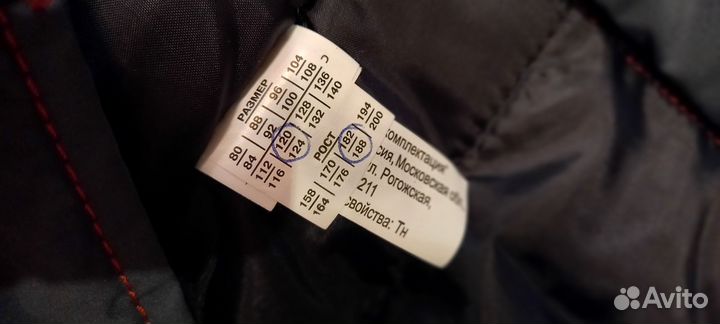 РАЗМЕР
80 88 96 104
84 92 100 108
112 120 128 136
116 124 132 140
РОСТ
158 170 182 194
164 176 188 200
комплектация:
сия, Московская обл.
ул. Рогожская,
211
свойства: Тн
Avito